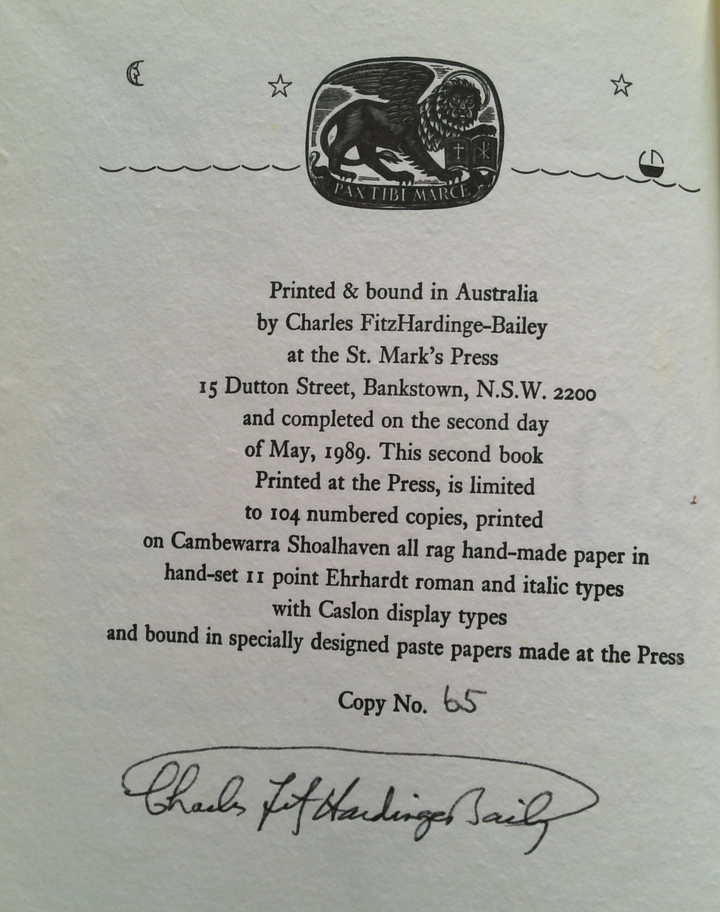 PAX TIBI MARCE
Printed & bound in Australia
by Charles FitzHardinge-Bailey
at the St. Mark's Press
15 Dutton Street, Bankstown, N.S.W. 2200
and completed on the second day
of May, 1989. This second book
Printed at the Press, is limited
to 104 numbered copies, printed
on Cambewarra Shoalhaven all rag hand-made paper in
hand-set 11 point Ehrhardt roman and italic types
with Caslon display types
and bound in specially designed paste papers made at the Press
Copy No. 65
Charles FitzHardinge Baily